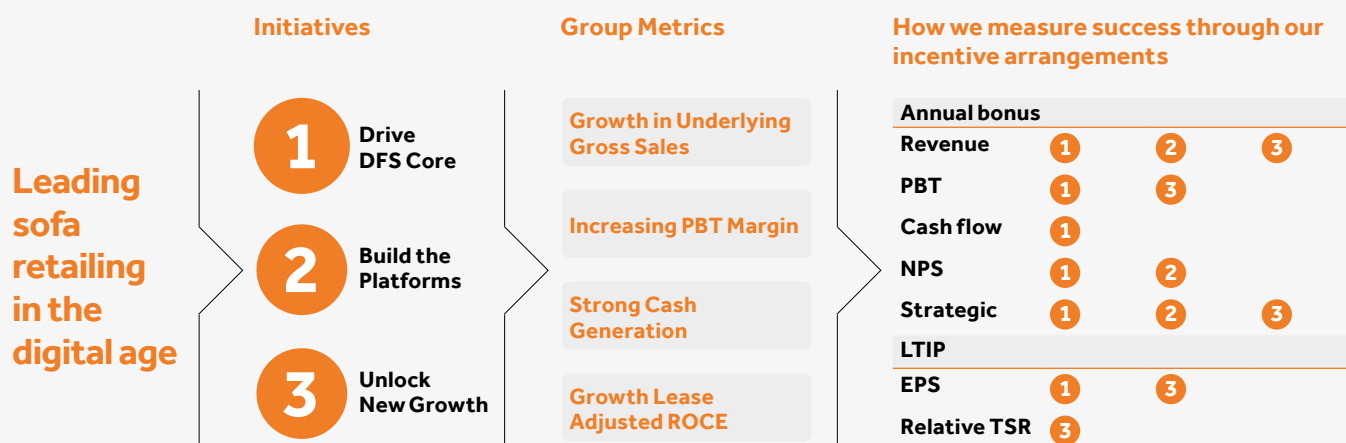 Leading
sofa
retailing
in the
digital age
Initiatives
1
Drive
DFS Core
2
Build the
Platforms
3
Unlock
New Growth
Group Metrics
Growth in Underlying
Gross Sales
Increasing PBT Margin
Strong Cash
Generation
Growth Lease
Adjusted ROCE
How we measure success through our
incentive arrangements
Annual bonus
Revenue 1 2 3
PBT 1 3
Cash flow 1
NPS 1 2
Strategic 1 2 3
LTIP
EPS 1 3
Relative TSR 3